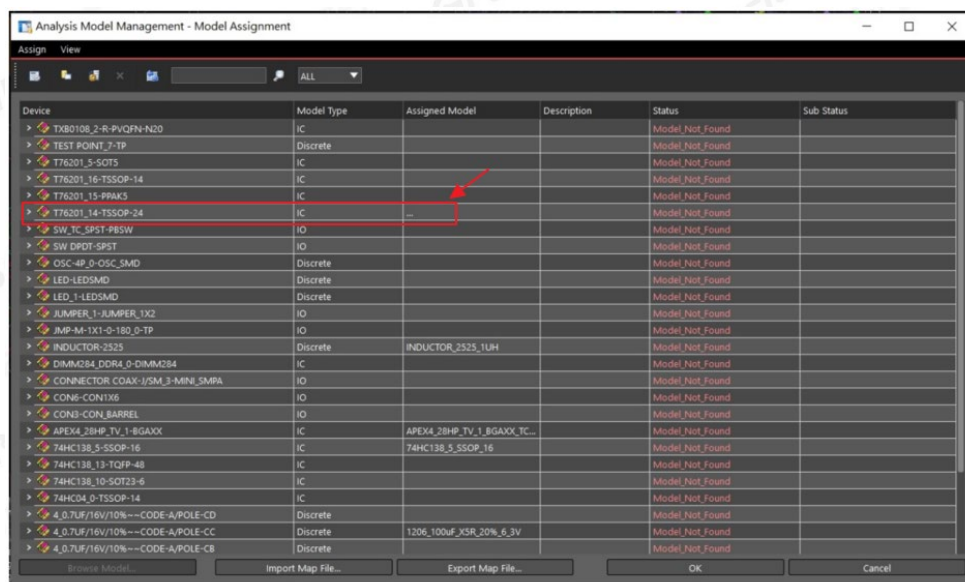 Analysis Model Management - Model Assignment
Assign View
ALL
Device Model Type Assigned Model Description Status Sub Status
TXB0108_2-R-PVQFN-N20 IC Model_Not_Found
TEST POINT_7-TP Discrete Model_Not_Found
T76201_5-SOT5 IC Model_Not_Found
T76201_16-TSSOP-14 IC Model_Not_Found
T76201_15-PPAK5 IC Model_Not_Found
T76201_14-TSSOP-24 IC ... Model_Not_Found
SW_TC_SPST-PBSW IO Model_Not_Found
SW DPDT-SPST IO Model_Not_Found
OSC-4P_0-OSC_SMD Discrete Model_Not_Found
LED-LEDSMD Discrete Model_Not_Found
LED_1-LEDSMD Discrete Model_Not_Found
JUMPER_1-JUMPER_1X2 IO Model_Not_Found
JMP-M-1X1-0-180_0-TP IO Model_Not_Found
INDUCTOR-2525 Discrete INDUCTOR_2525_1UH Model_Not_Found
DIMM284_DDR4_0-DIMM284 IC Model_Not_Found
CONNECTOR COAX-J/SM_3-MINI_SMPA IO Model_Not_Found
CON6-CON1X6 IO Model_Not_Found
CON3-CON_BARREL IO Model_Not_Found
APEX4_28HP_TV_1-BGAXX IC APEX4_28HP_TV_1_BGAXX_TC... Model_Not_Found
74HC138_5-SSOP-16 IC 74HC138_5_SSOP_16 Model_Not_Found
74HC138_13-TQFP-48 IC Model_Not_Found
74HC138_10-SOT23-6 IC Model_Not_Found
74HC04_0-TSSOP-14 IC Model_Not_Found
4_0.7UF/16V/10%~~CODE-A/POLE-CD Discrete Model_Not_Found
4_0.7UF/16V/10%~~CODE-A/POLE-CC Discrete 1206_100uF_X5R_20%_6_3V Model_Not_Found
4_0.7UF/16V/10%~~CODE-A/POLE-CB Discrete Model_Not_Found
Browse Model... Import Map File... Export Map File... OK Cancel